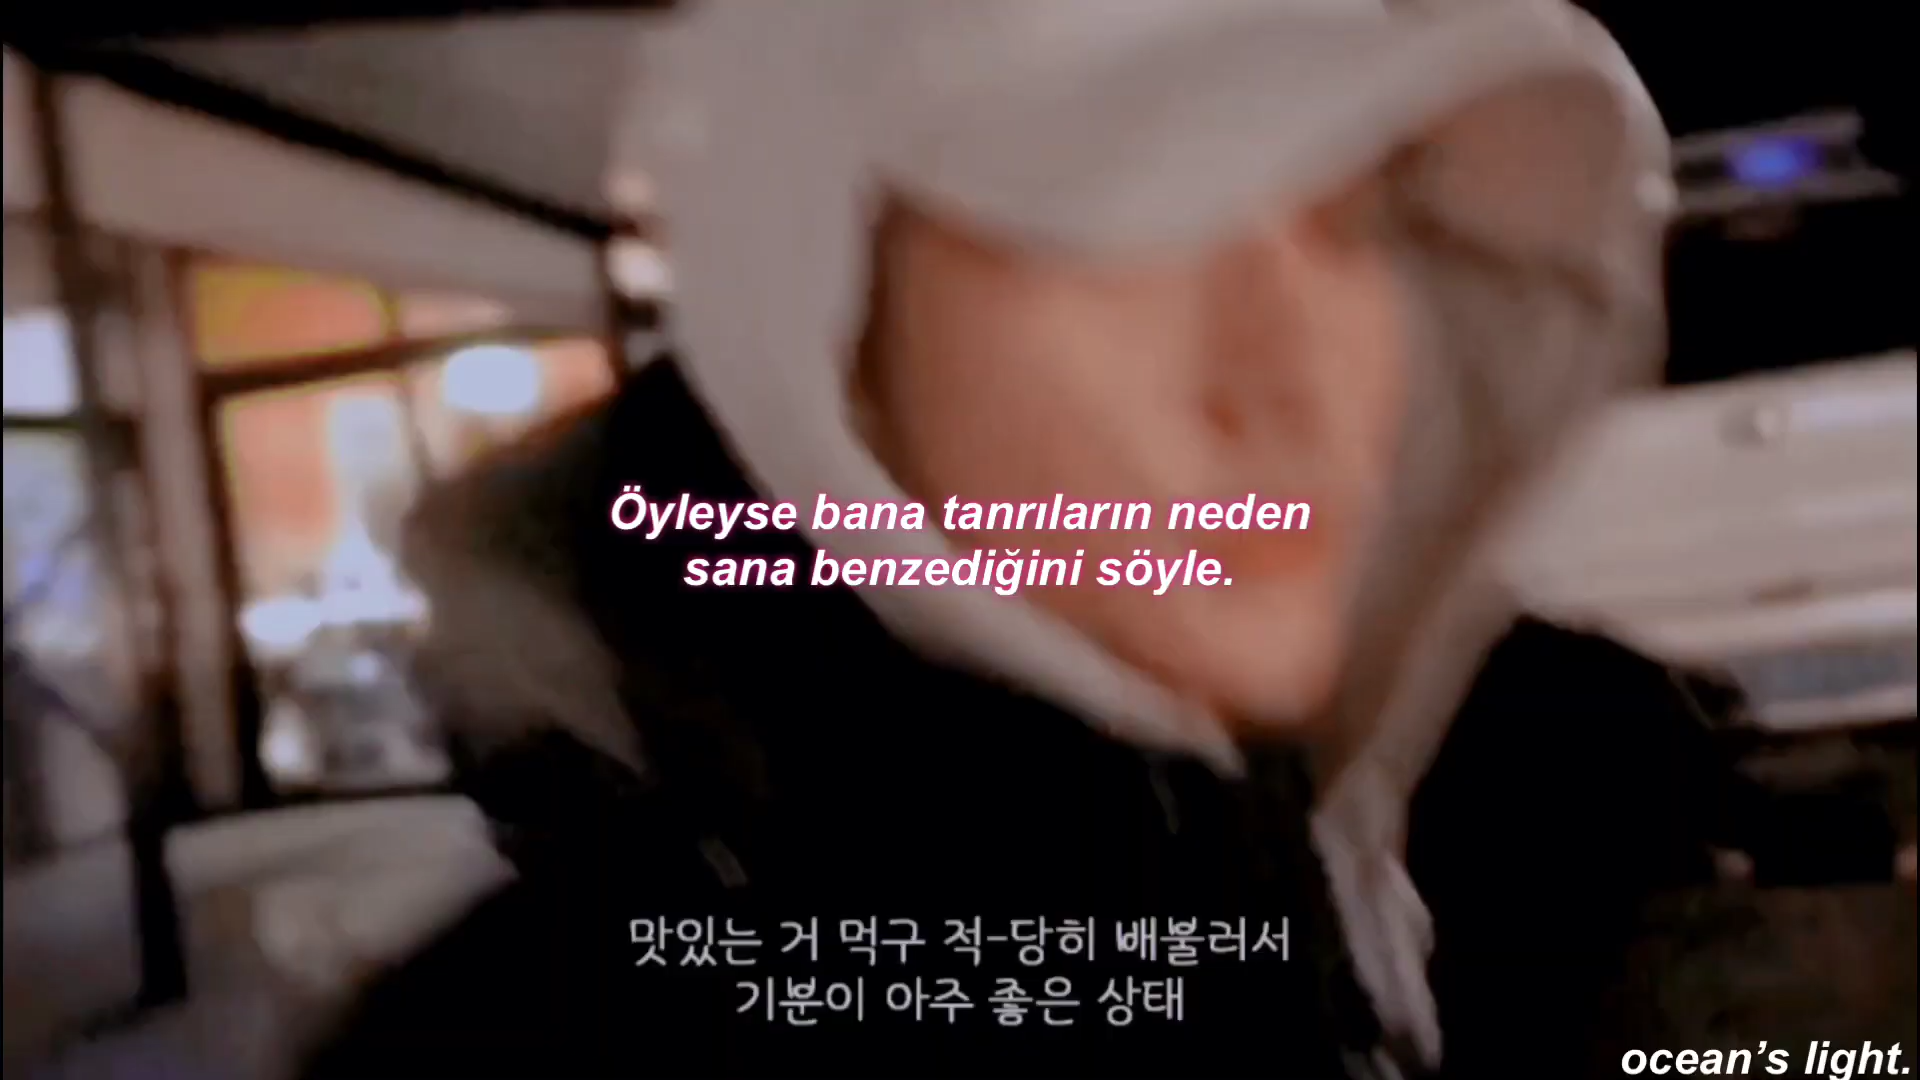 Öyleyse bana tanrıların neden
sana benzediğini söyle.
맛있는 거 먹구 적-당히 배불러서
기분이 아주 좋은 상태
ocean’s light.